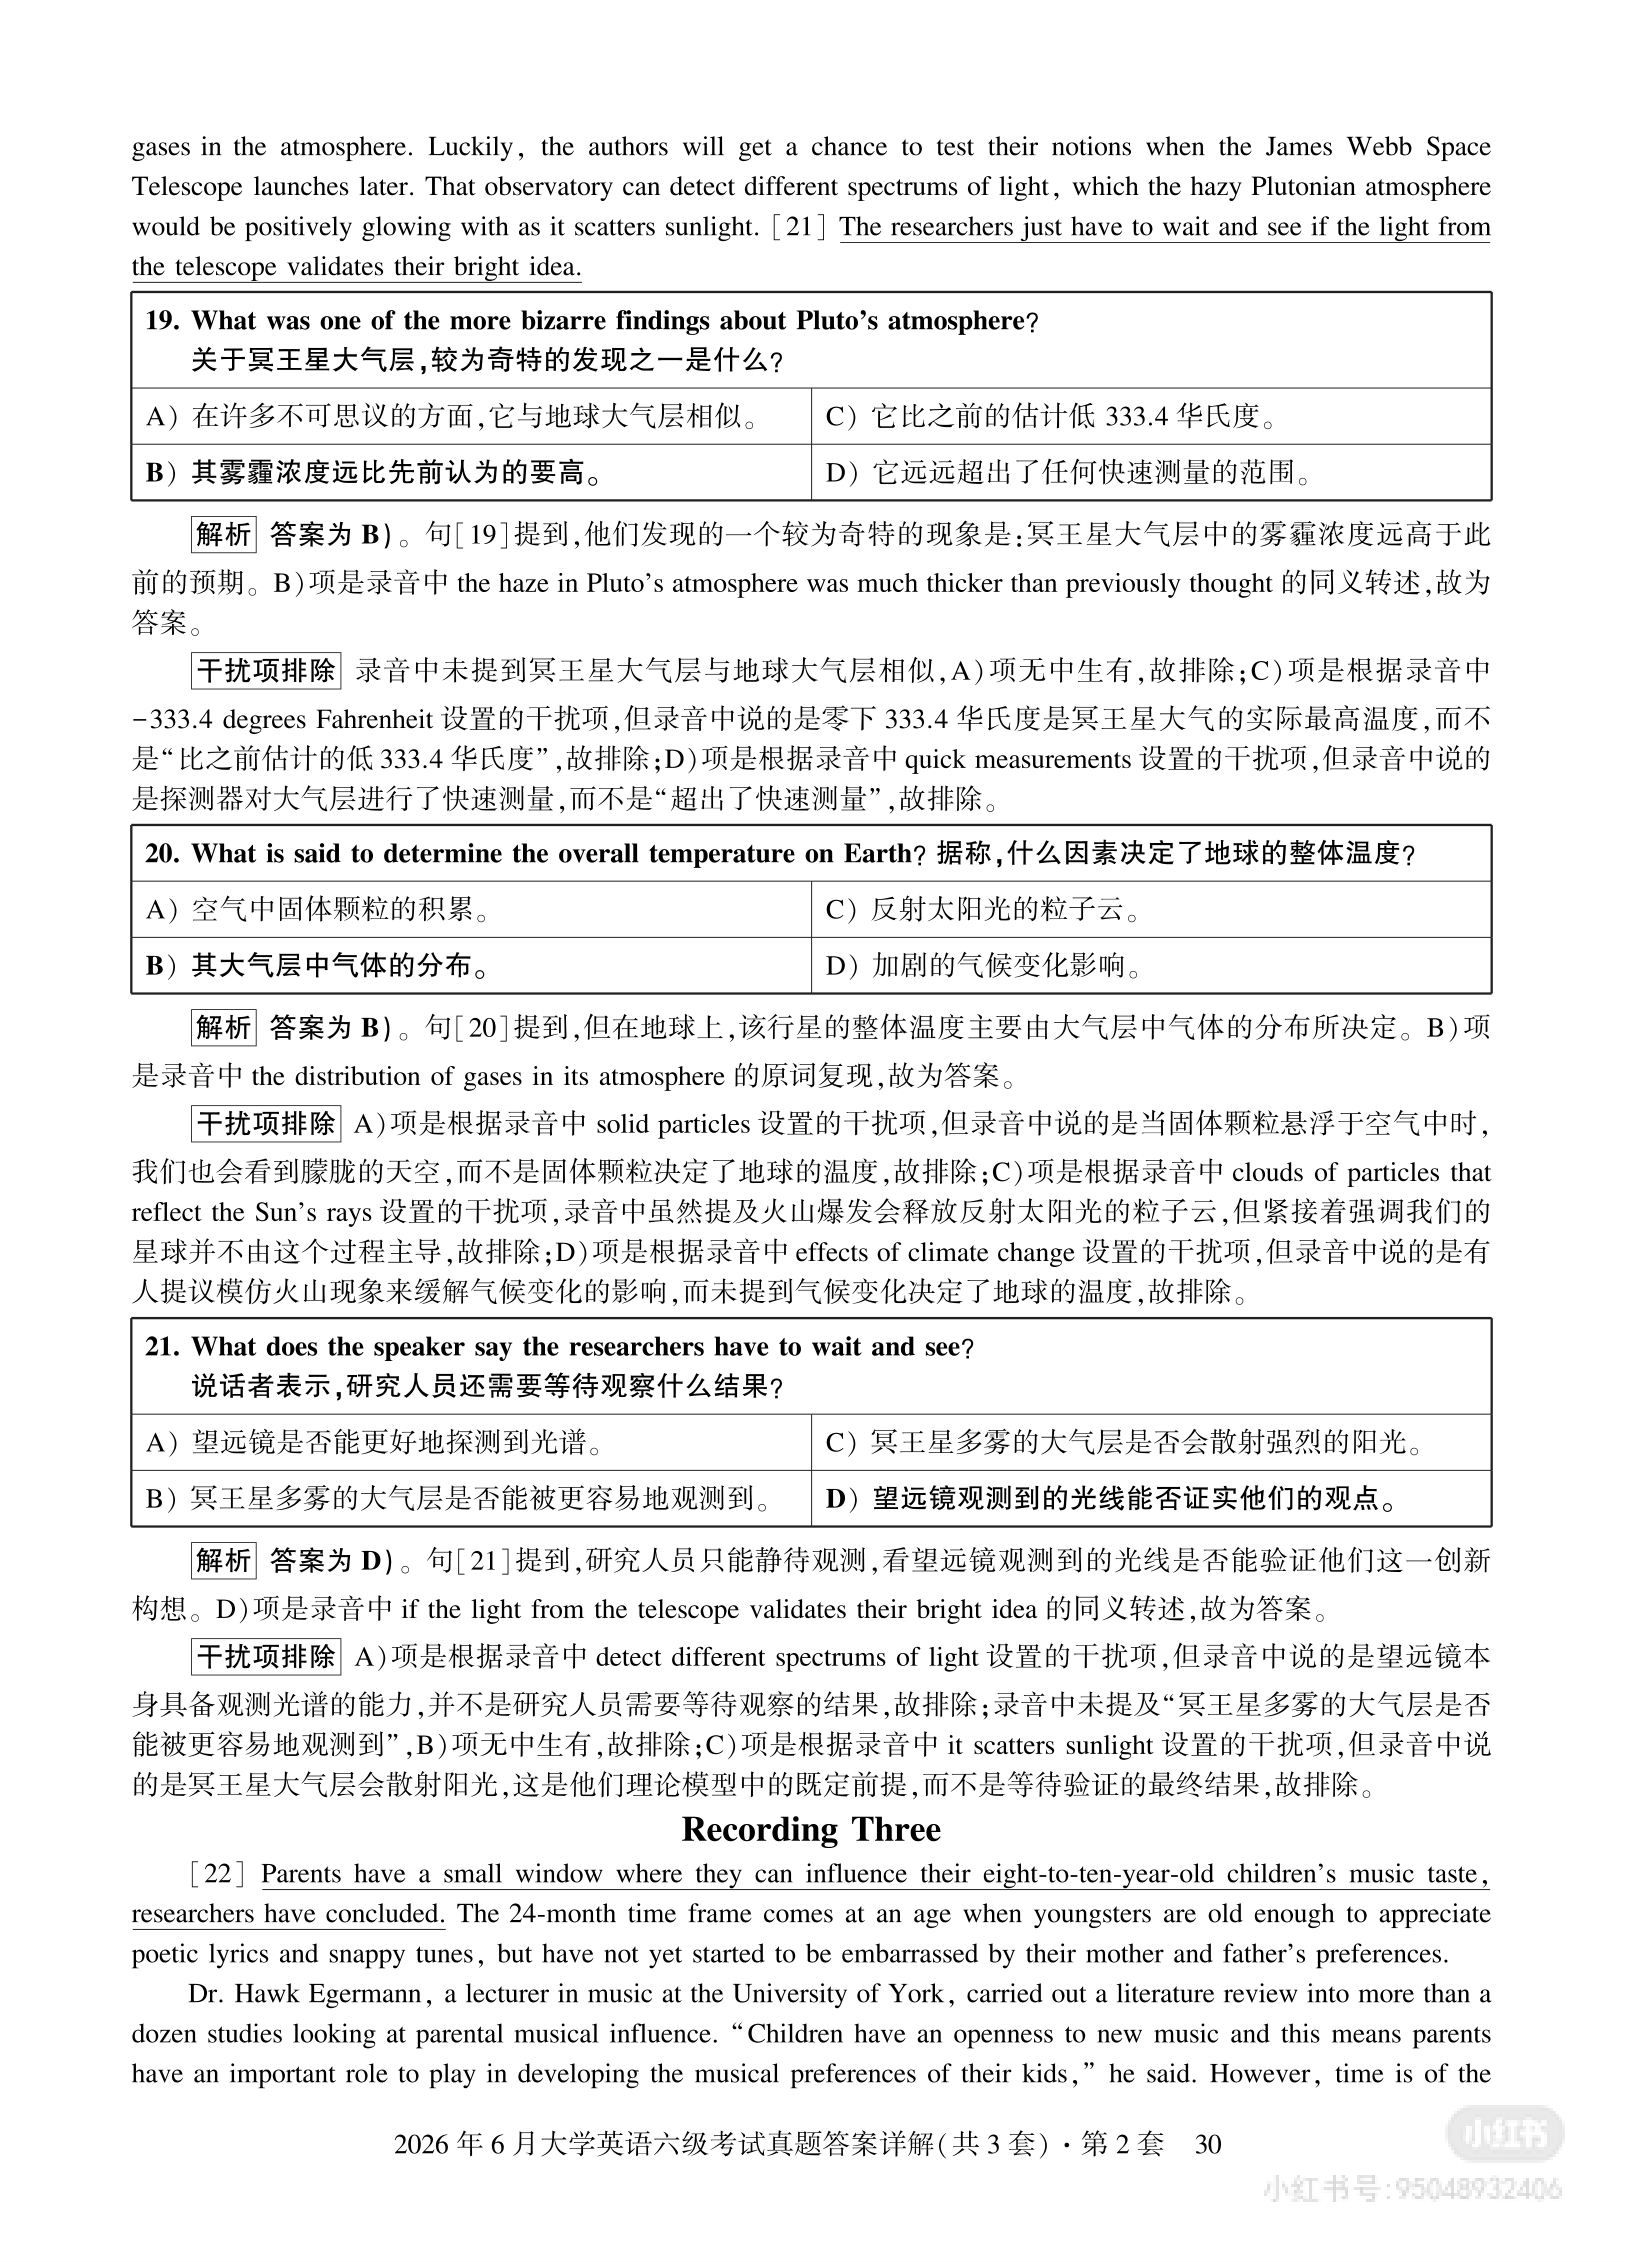 gases in the atmosphere. Luckily, the authors will get a chance to test their notions when the James Webb Space
Telescope launches later. That observatory can detect different spectrums of light, which the hazy Plutonian atmosphere
would be positively glowing with as it scatters sunlight. [21] The researchers just have to wait and see if the light from
the telescope validates their bright idea.
19. What was one of the more bizarre findings about Pluto's atmosphere?
关于冥王星大气层,较为奇特的发现之一是什么?
A) 在许多不可思议的方面,它与地球大气层相似。
C) 它比之前的估计低 333.4 华氏度。
B) 其雾霾浓度远比先前认为的要高。
D) 它远远超出了任何快速测量的范围。
解析 答案为 B)。句[19]提到,他们发现的一个较为奇特的现象是:冥王星大气层中的雾霾浓度远高于此
前的预期。B)项是录音中 the haze in Pluto's atmosphere was much thicker than previously thought 的同义转述,故为
答案。
干扰项排除 录音中未提到冥王星大气层与地球大气层相似,A)项无中生有,故排除;C)项是根据录音中
−333.4 degrees Fahrenheit 设置的干扰项,但录音中说的是零下 333.4 华氏度是冥王星大气的实际最高温度,而不
是“比之前估计的低 333.4 华氏度”,故排除;D)项是根据录音中 quick measurements 设置的干扰项,但录音中说的
是探测器对大气层进行了快速测量,而不是“超出了快速测量”,故排除。
20. What is said to determine the overall temperature on Earth? 据称,什么因素决定了地球的整体温度?
A) 空气中固体颗粒的积累。
C) 反射太阳光的粒子云。
B) 其大气层中气体的分布。
D) 加剧的气候变化影响。
解析 答案为 B)。句[20]提到,但在地球上,该行星的整体温度主要由大气层中气体的分布所决定。B)项
是录音中 the distribution of gases in its atmosphere 的原词复现,故为答案。
干扰项排除 A)项是根据录音中 solid particles 设置的干扰项,但录音中说的是当固体颗粒悬浮于空气中时,
我们也会看到朦胧的天空,而不是固体颗粒决定了地球的温度,故排除;C)项是根据录音中 clouds of particles that
reflect the Sun's rays 设置的干扰项,录音中虽然提及火山爆发会释放反射太阳光的粒子云,但紧接着强调我们的
星球并不由这个过程主导,故排除;D)项是根据录音中 effects of climate change 设置的干扰项,但录音中说的是有
人提议模仿火山现象来缓解气候变化的影响,而未提到气候变化决定了地球的温度,故排除。
21. What does the speaker say the researchers have to wait and see?
说话者表示,研究人员还需要等待观察什么结果?
A) 望远镜是否能更好地探测到光谱。
C) 冥王星多雾的大气层是否会散射强烈的阳光。
B) 冥王星多雾的大气层是否能被更容易地观测到。
D) 望远镜观测到的光线能否证实他们的观点。
解析 答案为 D)。句[21]提到,研究人员只能静待观测,看望远镜观测到的光线是否能验证他们这一创新
构想。D)项是录音中 if the light from the telescope validates their bright idea 的同义转述,故为答案。
干扰项排除 A)项是根据录音中 detect different spectrums of light 设置的干扰项,但录音中说的是望远镜本
身具备观测光谱的能力,并不是研究人员需要等待观察的结果,故排除;录音中未提及“冥王星多雾的大气层是否
能被更容易地观测到”,B)项无中生有,故排除;C)项是根据录音中 it scatters sunlight 设置的干扰项,但录音中说
的是冥王星大气层会散射阳光,这是他们理论模型中的既定前提,而不是等待验证的最终结果,故排除。
Recording Three
[22] Parents have a small window where they can influence their eight-to-ten-year-old children's music taste,
researchers have concluded. The 24-month time frame comes at an age when youngsters are old enough to appreciate
poetic lyrics and snappy tunes, but have not yet started to be embarrassed by their mother and father's preferences.
Dr. Hawk Egermann, a lecturer in music at the University of York, carried out a literature review into more than a
dozen studies looking at parental musical influence. “Children have an openness to new music and this means parents
have an important role to play in developing the musical preferences of their kids,” he said. However, time is of the
2026 年 6 月大学英语六级考试真题答案详解(共 3 套)·第 2 套 30
小红书
小红书号:95048932406